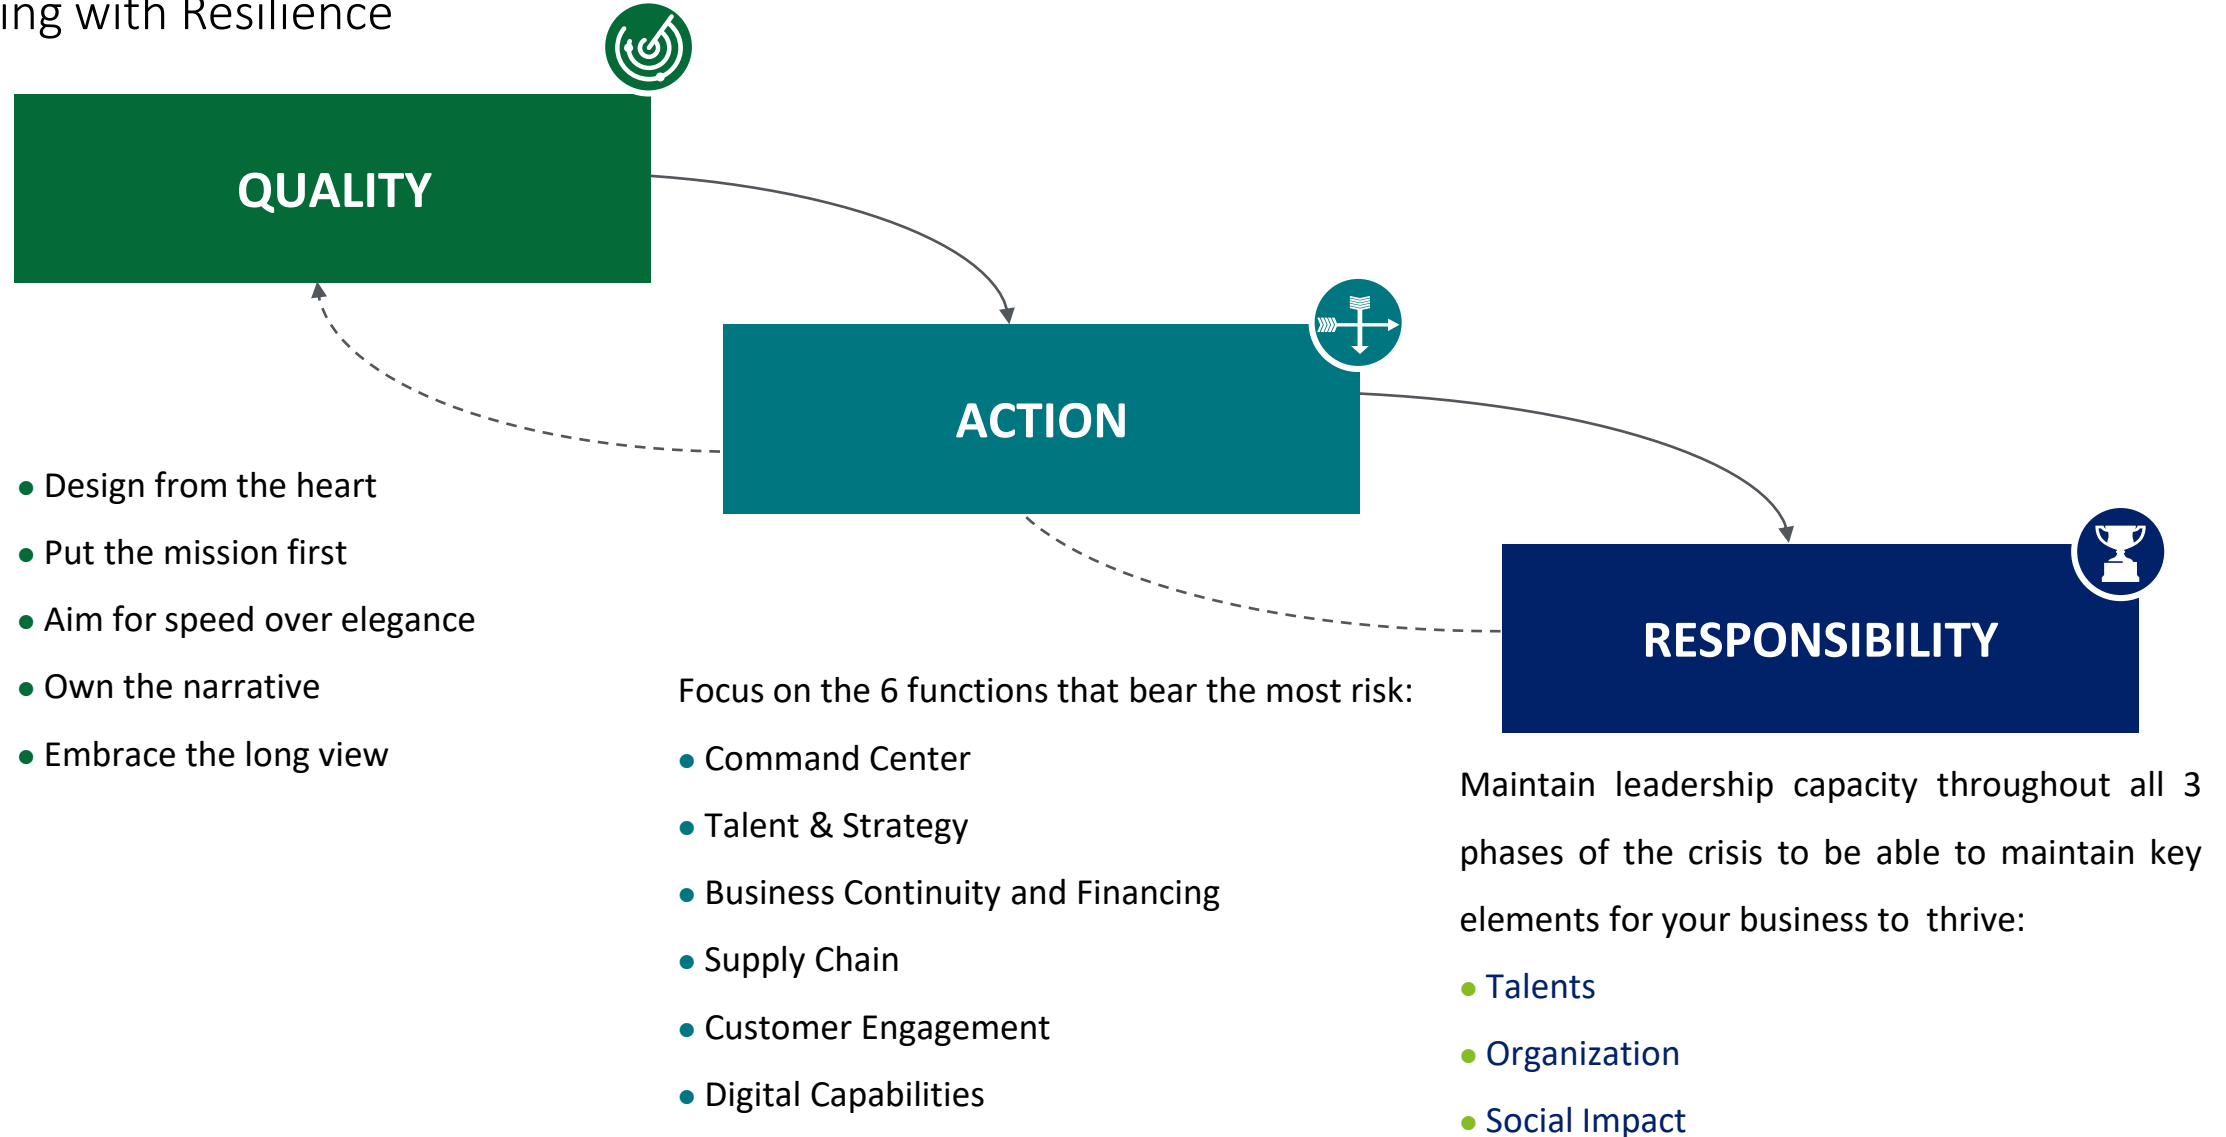 ing with Resilience
QUALITY
ACTION
RESPONSIBILITY
● Design from the heart
● Put the mission first
● Aim for speed over elegance
● Own the narrative
● Embrace the long view
Focus on the 6 functions that bear the most risk:
● Command Center
● Talent & Strategy
● Business Continuity and Financing
● Supply Chain
● Customer Engagement
● Digital Capabilities
Maintain leadership capacity throughout all 3
phases of the crisis to be able to maintain key
elements for your business to thrive:
● Talents
● Organization
● Social Impact